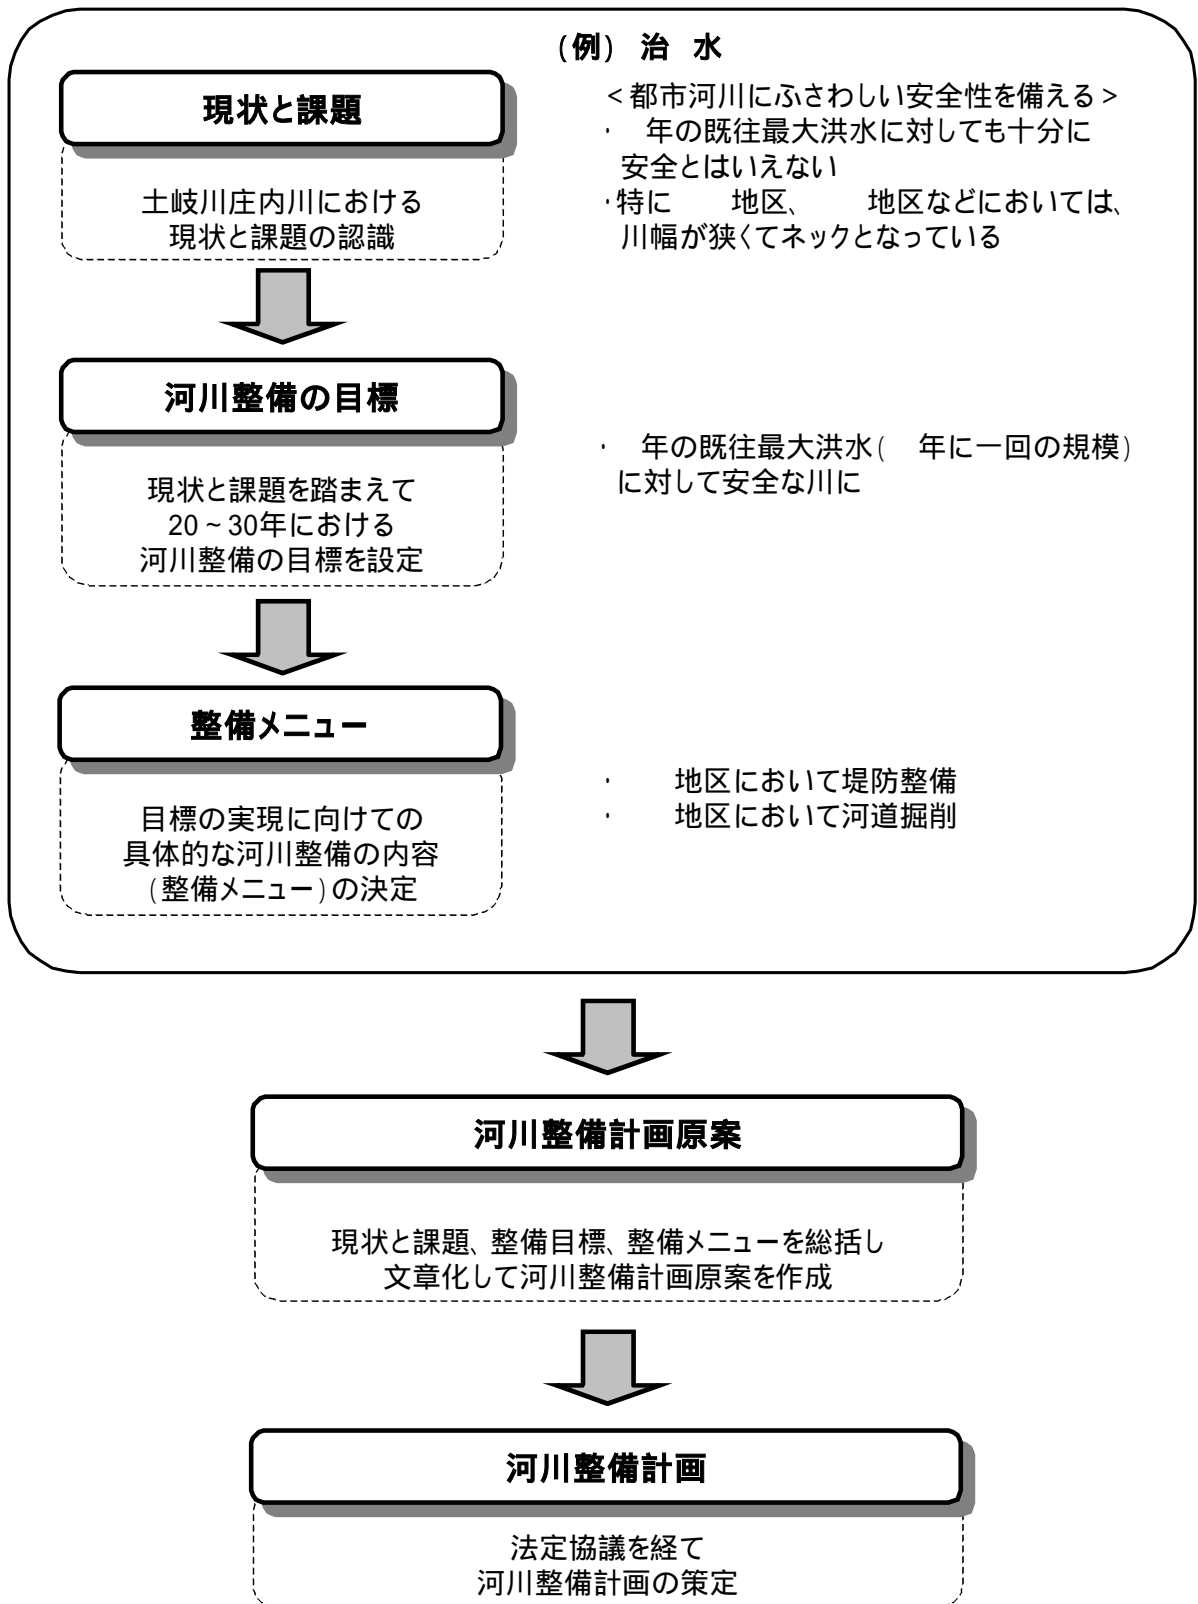 (例) 治 水
現状と課題
土岐川庄内川における
現状と課題の認識
<都市河川にふさわしい安全性を備える>
・ 年の既往最大洪水に対しても十分に
安全とはいえない
・特に 地区、 地区などにおいては、
川幅が狭くてネックとなっている
河川整備の目標
現状と課題を踏まえて
20~30年における
河川整備の目標を設定
・ 年の既往最大洪水( 年に一回の規模)
に対して安全な川に
整備メニュー
目標の実現に向けての
具体的な河川整備の内容
(整備メニュー)の決定
・ 地区において堤防整備
・ 地区において河道掘削
河川整備計画原案
現状と課題、整備目標、整備メニューを総括し
文章化して河川整備計画原案を作成
河川整備計画
法定協議を経て
河川整備計画の策定